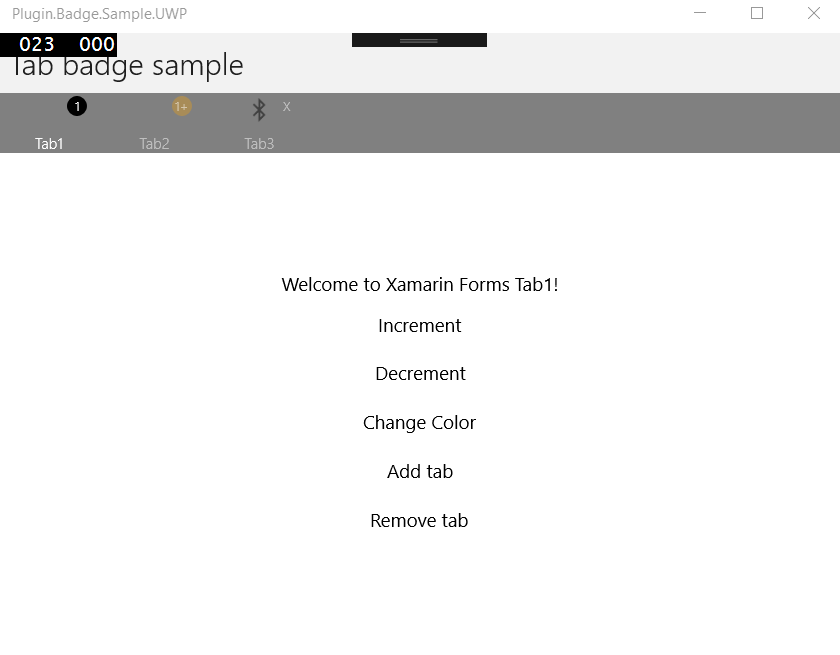 Plugin.Badge.Sample.UWP
023 000
Tab badge sample
1 1+ X
Tab1 Tab2 Tab3
Welcome to Xamarin Forms Tab1!
Increment
Decrement
Change Color
Add tab
Remove tab